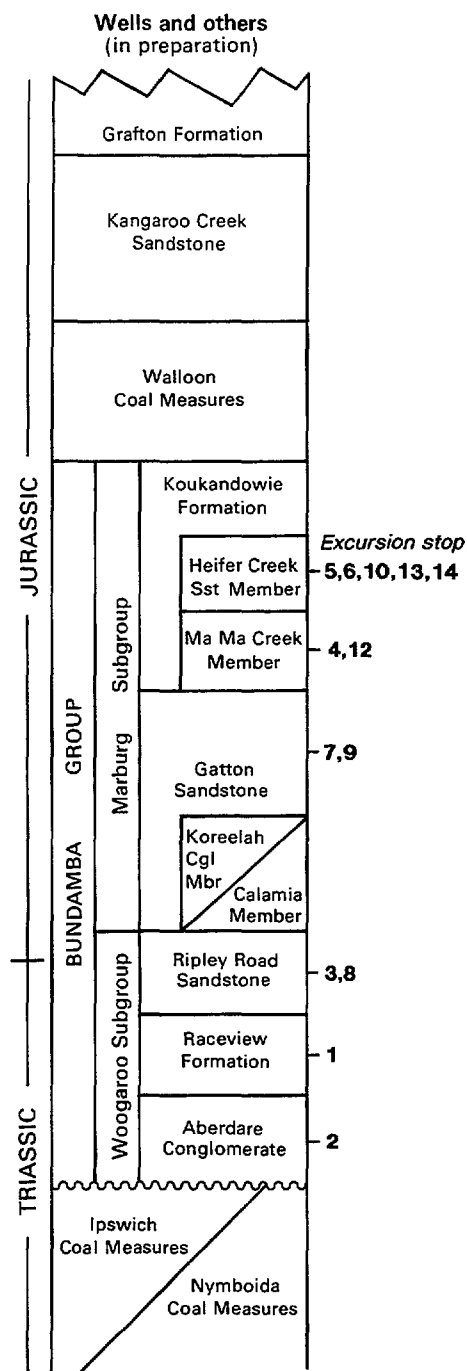 Wells and others
(in preparation)
Grafton Formation
Kangaroo Creek
Sandstone
Walloon
Coal Measures
JURASSIC
TRIASSIC
BUNDAMBA GROUP
Marburg Subgroup
Woogaroo Subgroup
Koukandowie
Formation
Excursion stop
Heifer Creek
Sst Member
5,6,10,13,14
Ma Ma Creek
Member
4,12
Gatton
Sandstone
7,9
Koreelah
Cgl
Mbr
Calamia
Member
Ripley Road
Sandstone
3,8
Raceview
Formation
1
Aberdare
Conglomerate
2
Ipswich
Coal Measures
Nymboida
Coal Measures